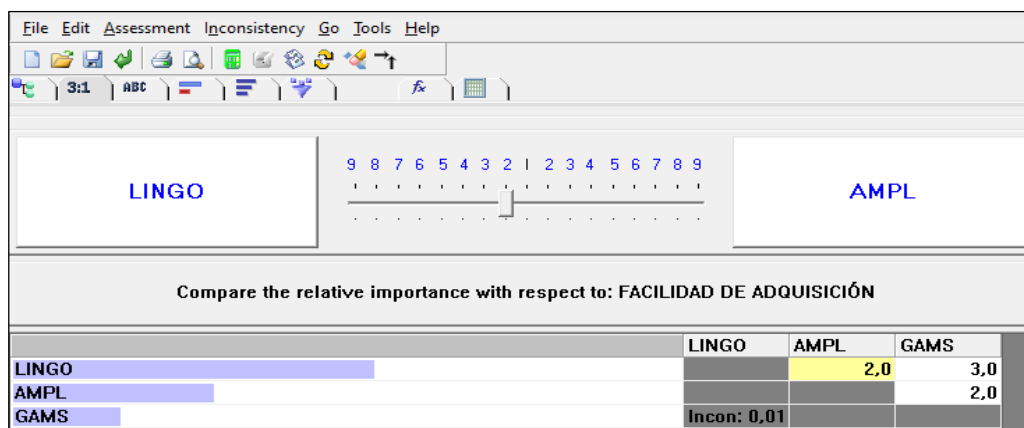 File Edit Assessment Inconsistency Go Tools Help
3:1 ABC fx
9 8 7 6 5 4 3 2 1 2 3 4 5 6 7 8 9
LINGO AMPL
Compare the relative importance with respect to: FACILIDAD DE ADQUISICIÓN
LINGO AMPL GAMS
LINGO 2,0 3,0
AMPL 2,0
GAMS Incon: 0,01